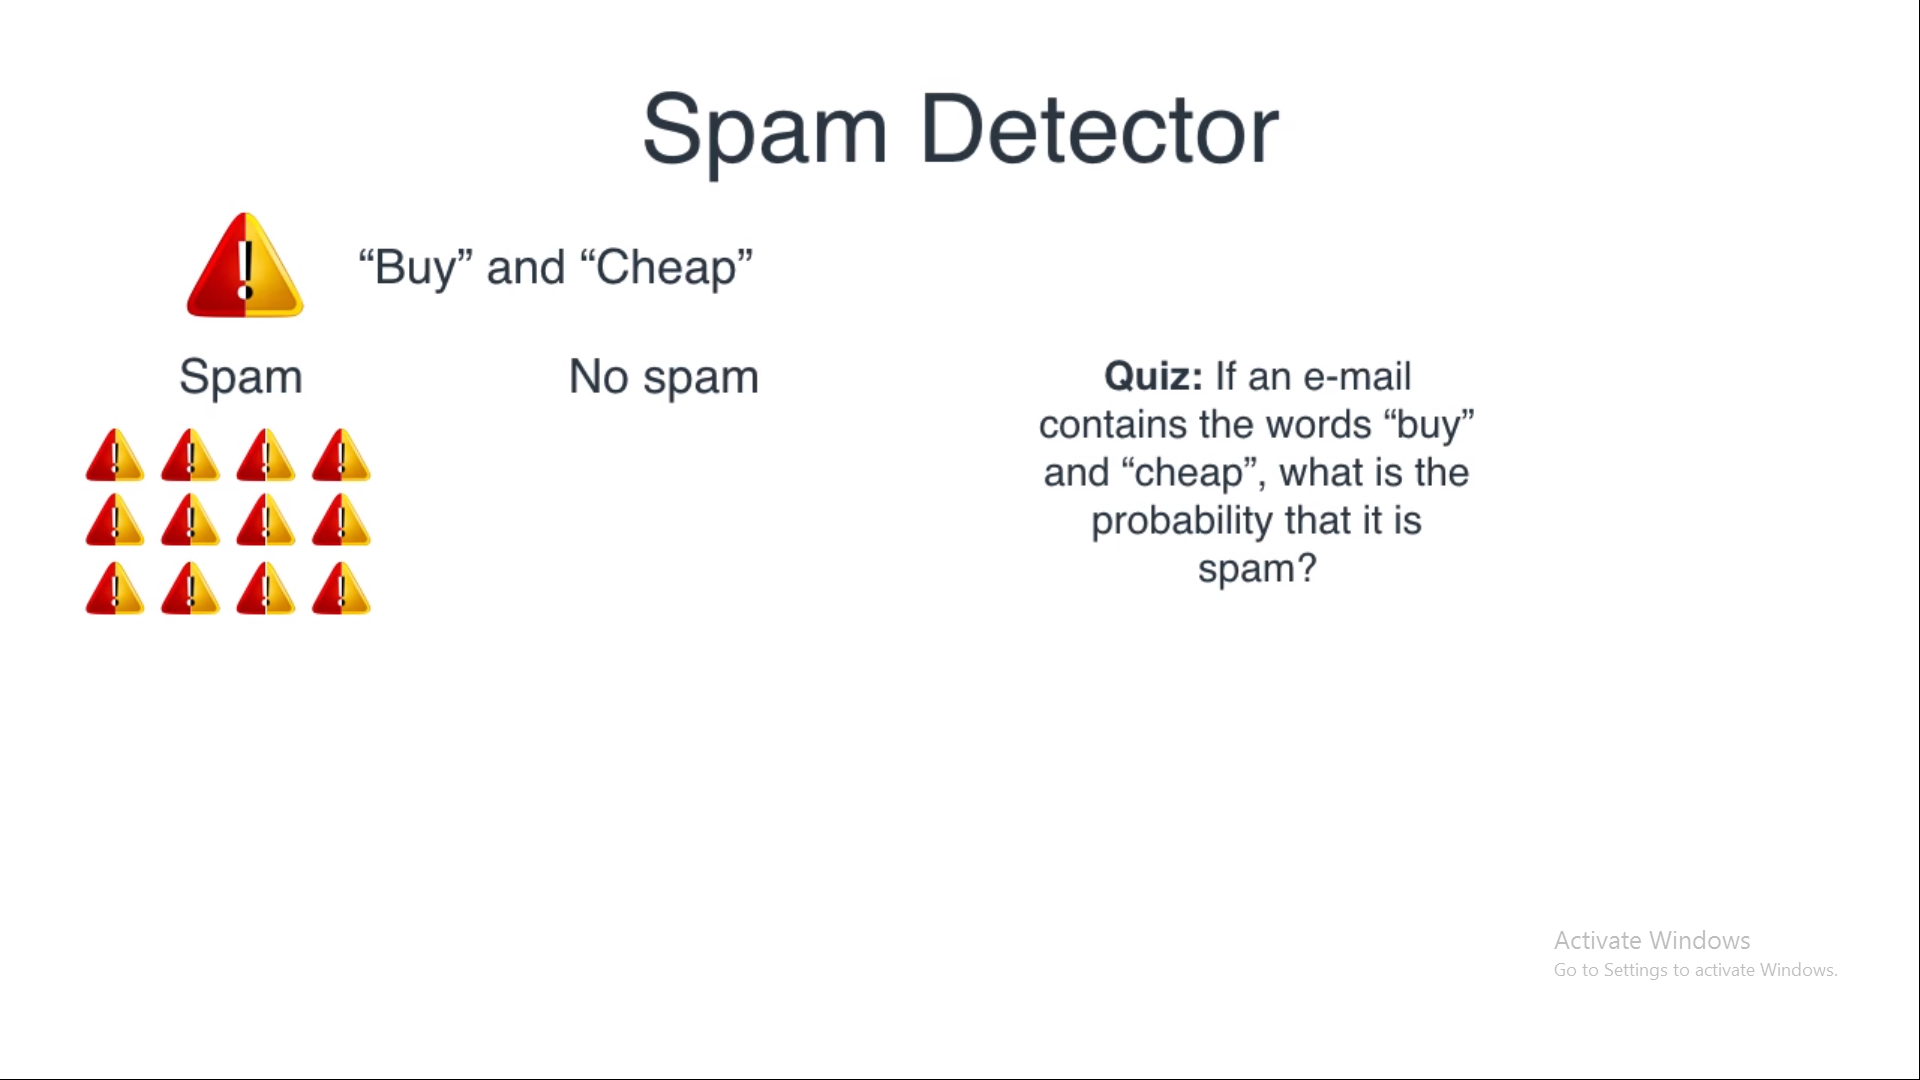 Spam Detector
“Buy” and “Cheap”
Spam
No spam
Quiz: If an e-mail
contains the words “buy”
and “cheap”, what is the
probability that it is
spam?
Activate Windows
Go to Settings to activate Windows.